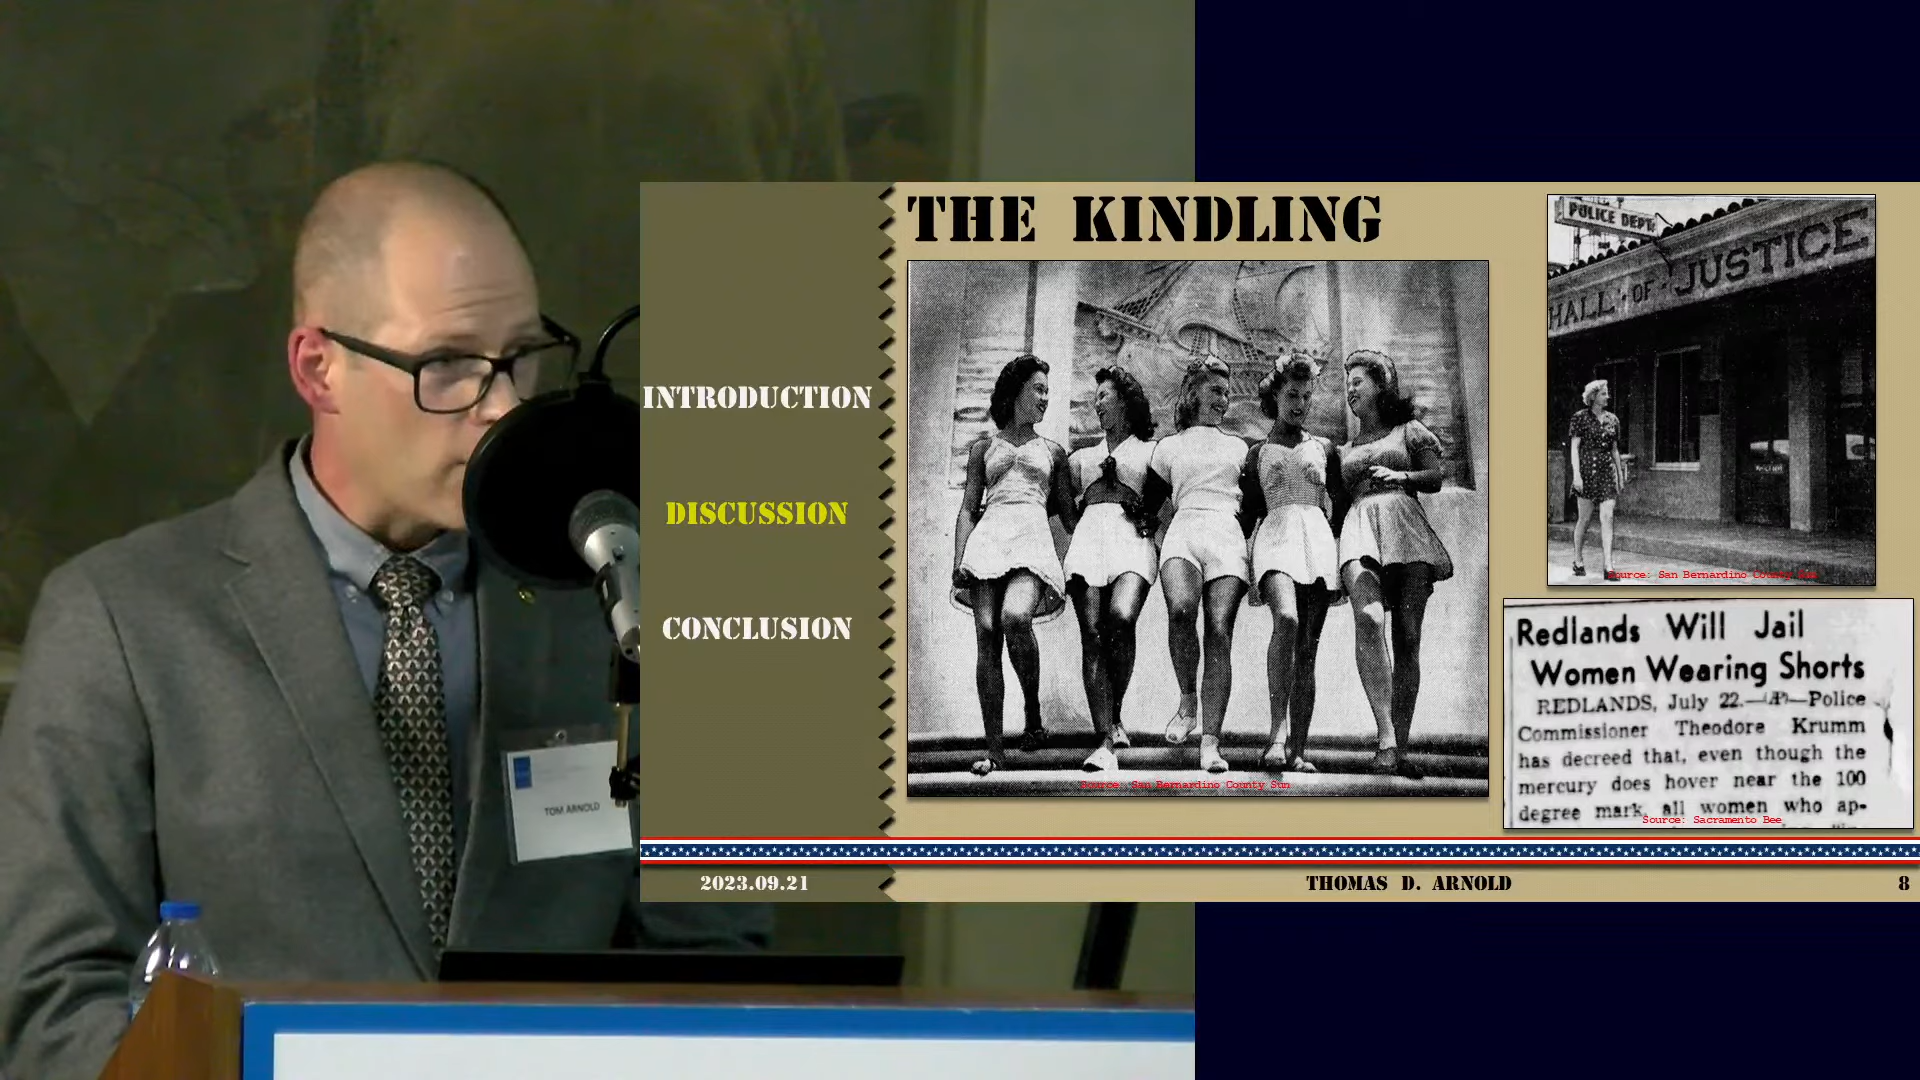 THE KINDLING
INTRODUCTION
DISCUSSION
CONCLUSION
POLICE DEPT.
HALL · OF · JUSTICE
Source: San Bernardino County Sun
Source: San Bernardino County Sun
Redlands Will Jail
Women Wearing Shorts
REDLANDS, July 22.—(AP)—Police
Commissioner Theodore Krumm
has decreed that, even though the
mercury does hover near the 100
degree mark, all women who ap-
Source: Sacramento Bee
TOM ARNOLD
2023.09.21
THOMAS D. ARNOLD
8